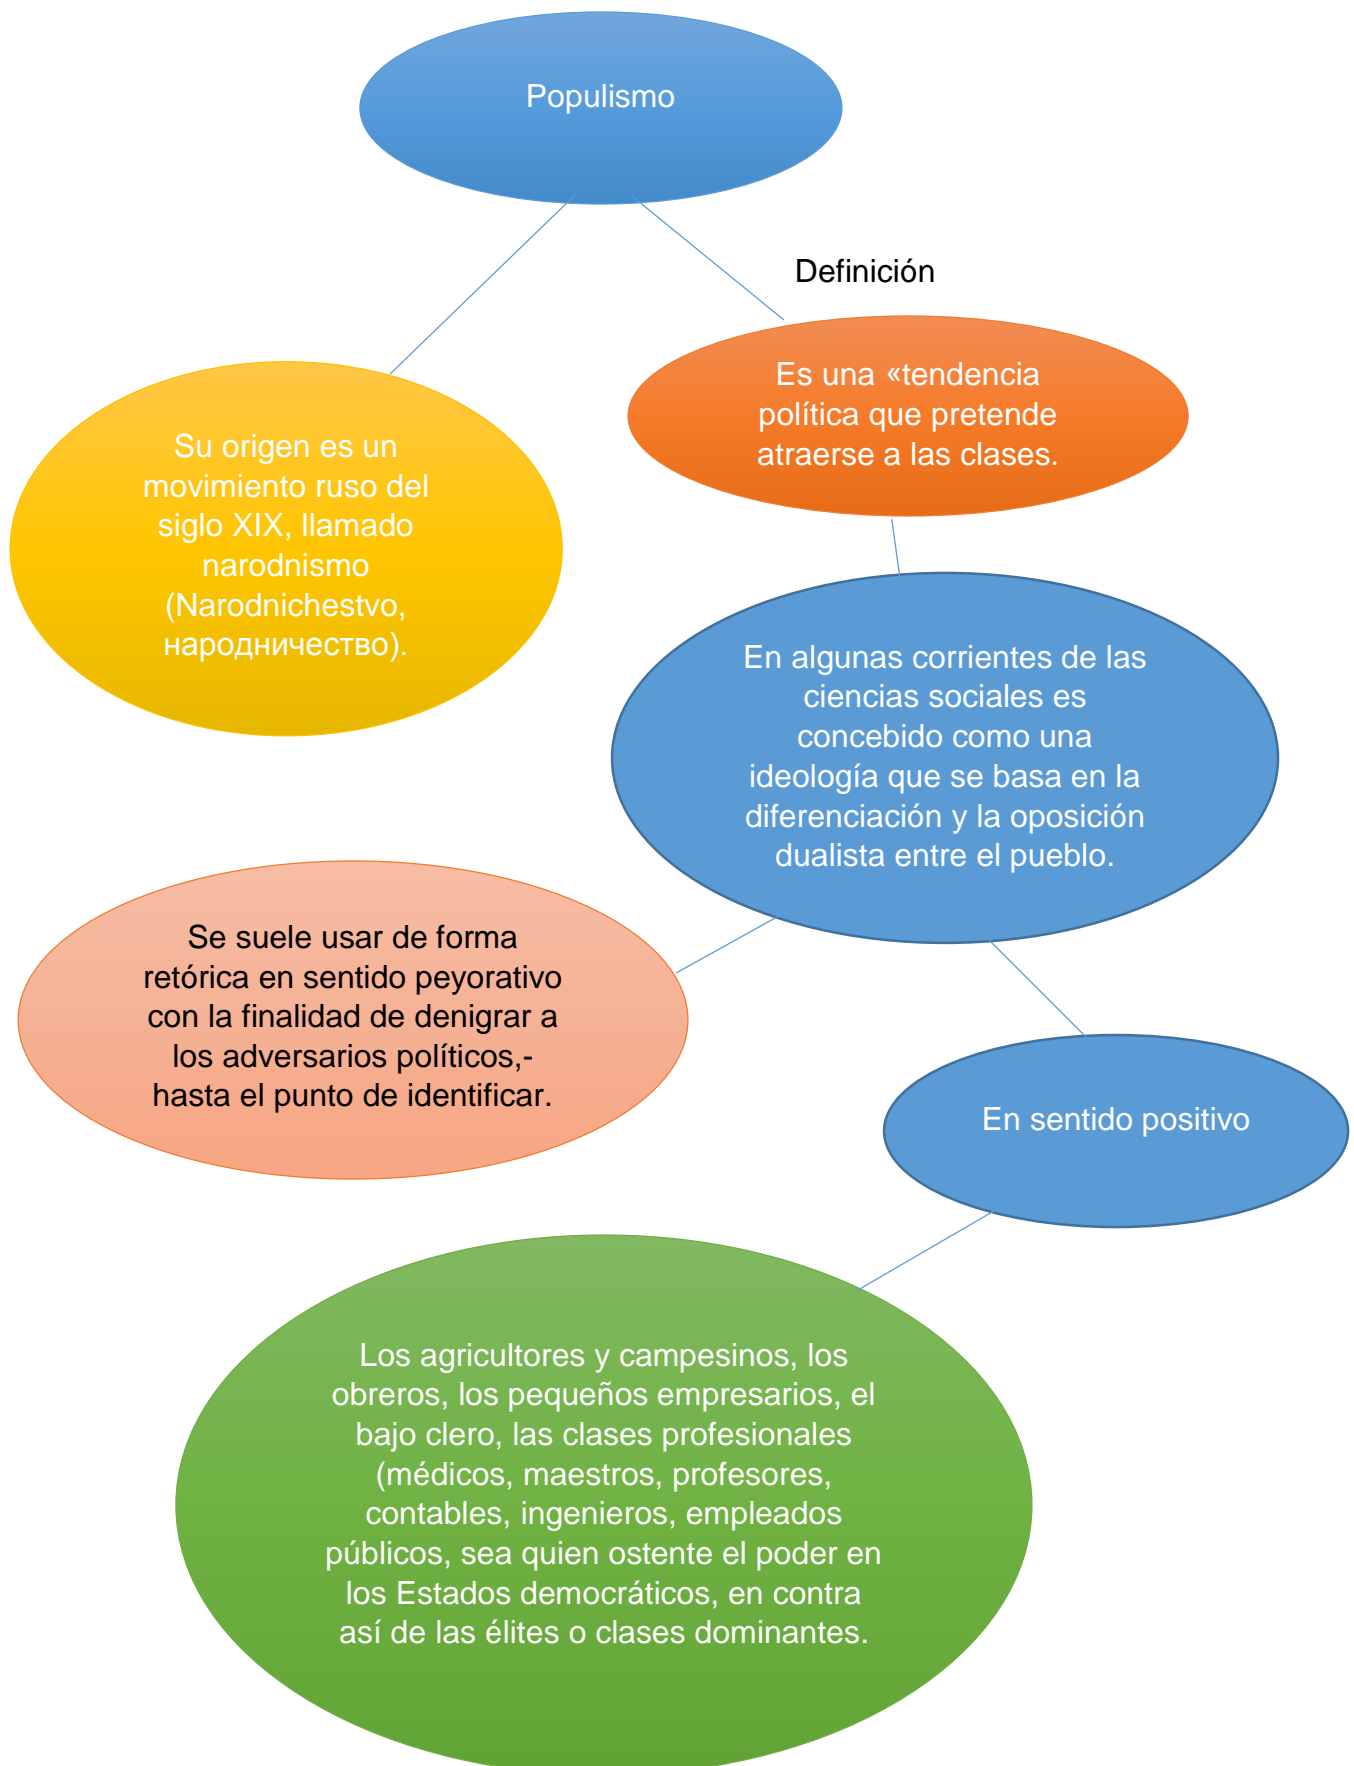 Populismo
Definición
Es una «tendencia
política que pretende
atraerse a las clases.
Su origen es un
movimiento ruso del
siglo XIX, llamado
narodnismo
(Narodnichestvo,
народничество).
En algunas corrientes de las
ciencias sociales es
concebido como una
ideología que se basa en la
diferenciación y la oposición
dualista entre el pueblo.
Se suele usar de forma
retórica en sentido peyorativo
con la finalidad de denigrar a
los adversarios políticos,-
hasta el punto de identificar.
En sentido positivo
Los agricultores y campesinos, los
obreros, los pequeños empresarios, el
bajo clero, las clases profesionales
(médicos, maestros, profesores,
contables, ingenieros, empleados
públicos, sea quien ostente el poder en
los Estados democráticos, en contra
así de las élites o clases dominantes.